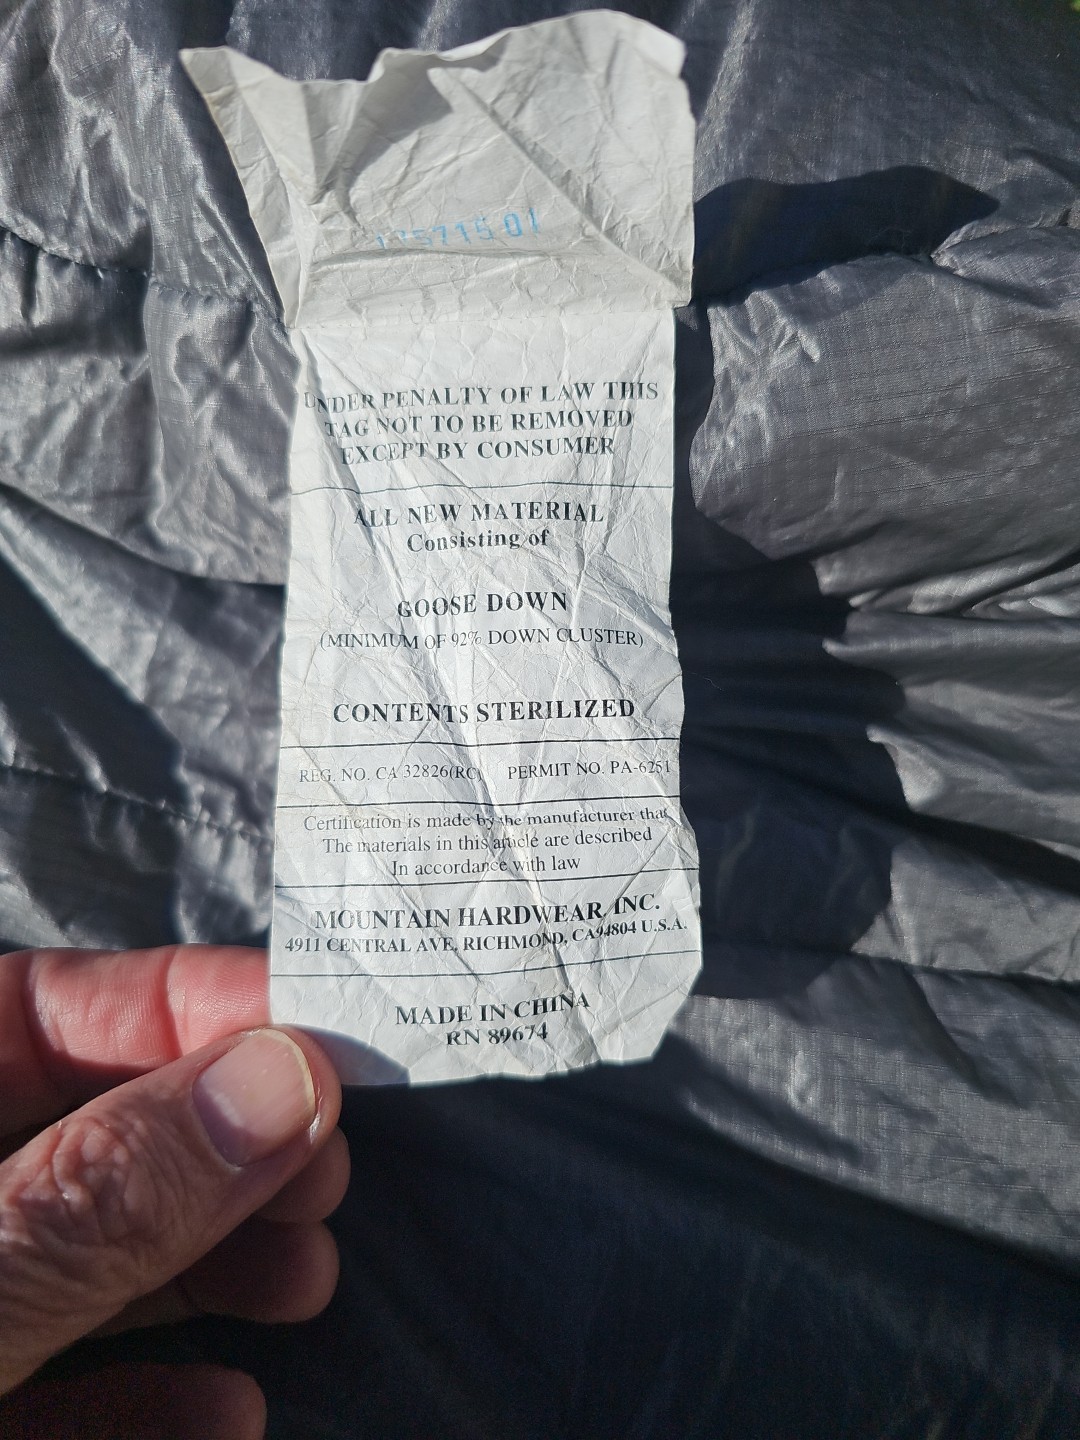 UNDER PENALTY OF LAW THIS
TAG NOT TO BE REMOVED
EXCEPT BY CONSUMER
ALL NEW MATERIAL
Consisting of
GOOSE DOWN
(MINIMUM OF 92% DOWN CLUSTER)
CONTENTS STERILIZED
REG. NO. CA 32826(RC) PERMIT NO. PA-6251
Certification is made by the manufacturer that
The materials in this article are described
In accordance with law
MOUNTAIN HARDWEAR, INC.
4911 CENTRAL AVE, RICHMOND, CA94804 U.S.A.
MADE IN CHINA
RN 89674